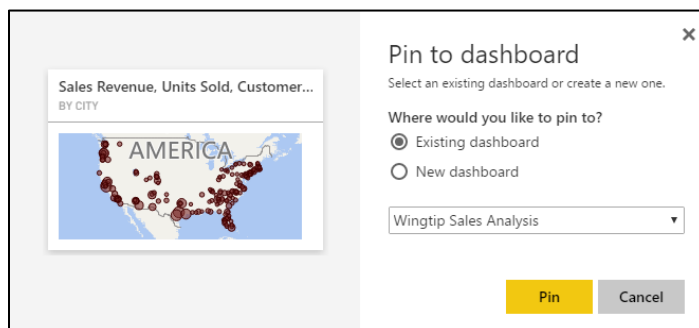 Sales Revenue, Units Sold, Customer...
BY CITY
AMERICA
Pin to dashboard
Select an existing dashboard or create a new one.
Where would you like to pin to?
Existing dashboard
New dashboard
Wingtip Sales Analysis
Pin
Cancel